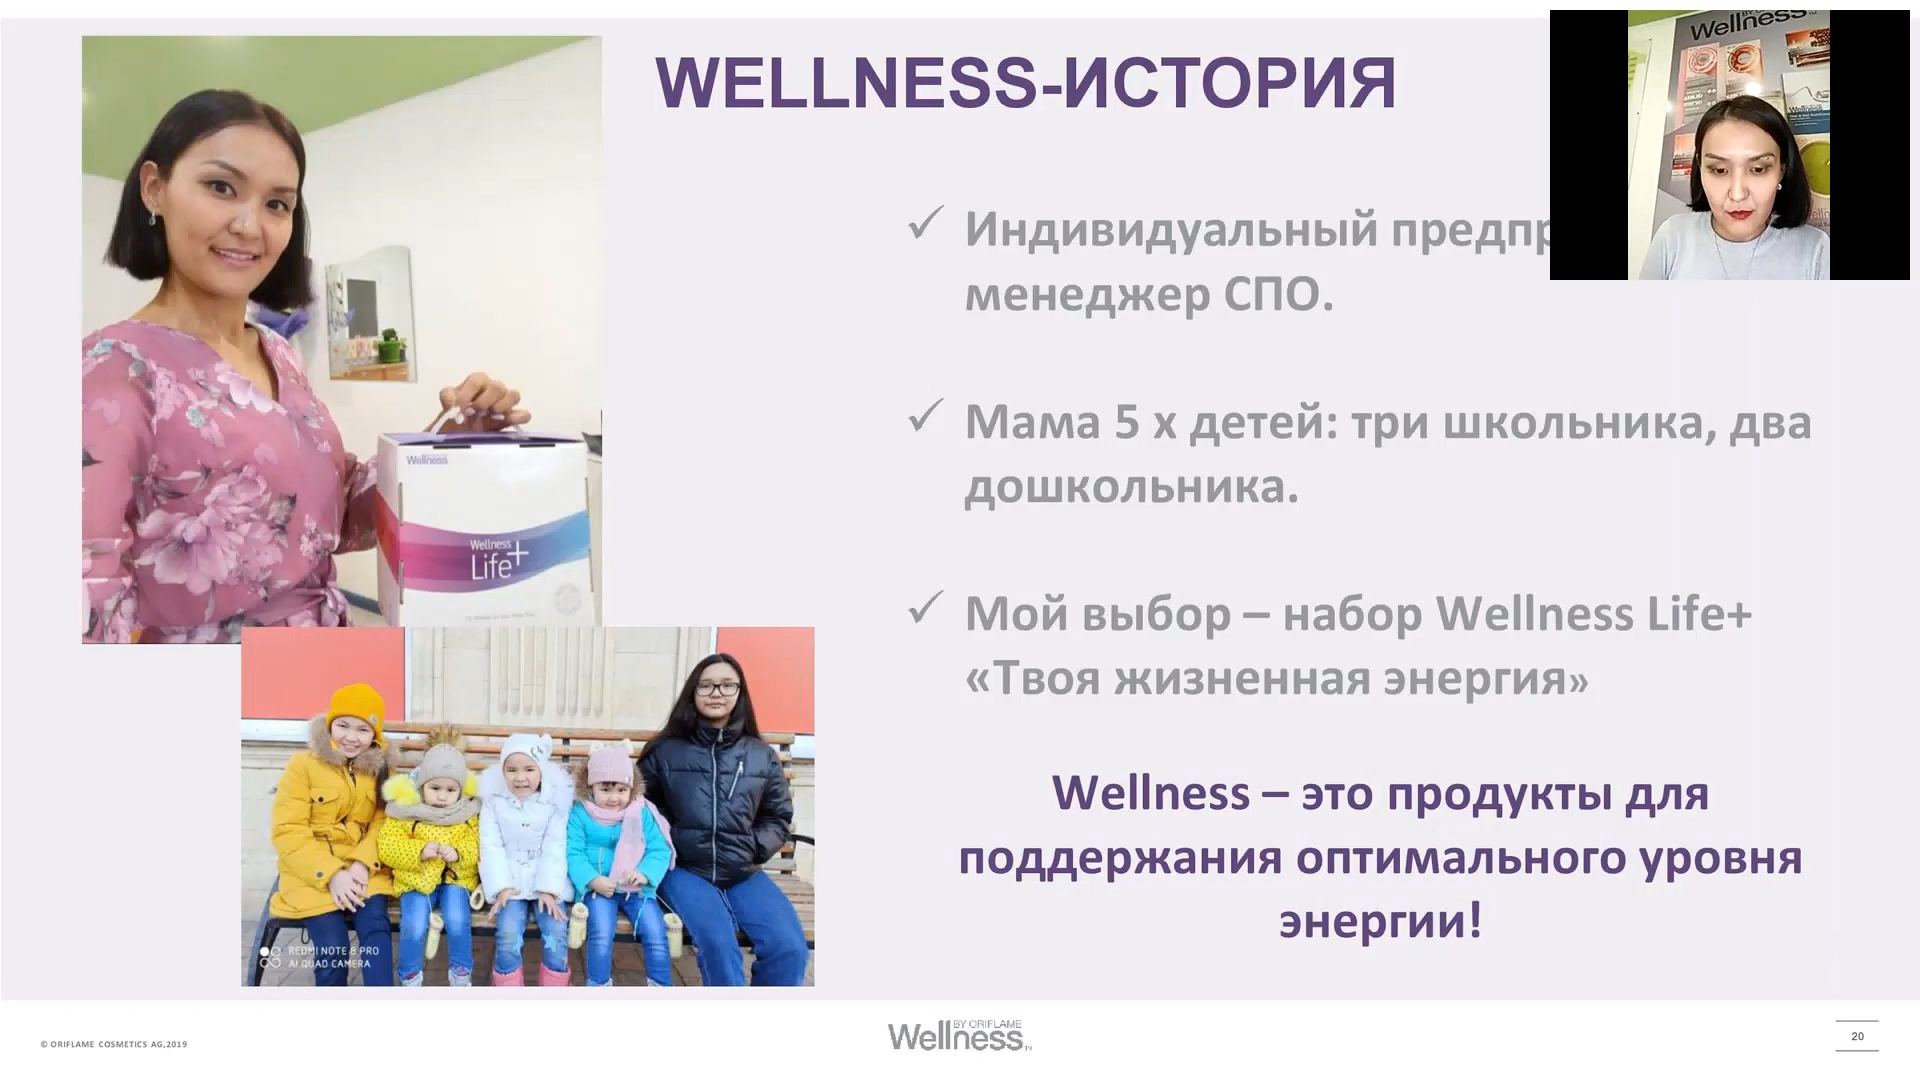 WELLNESS-ИСТОРИЯ
Wellness
✓ Индивидуальный
менеджер СПО.
✓ Мама 5 х детей: три школьника, два
дошкольника.
✓ Мой выбор – набор Wellness Life+
«Твоя жизненная энергия»
Wellness – это продукты для
поддержания оптимального уровня
энергии!
Wellness
Wellness
Life+
REDMI NOTE 8 PRO
AI QUAD CAMERA
© ORIFLAME COSMETICS AG,2019
BY ORIFLAME
Wellness
20